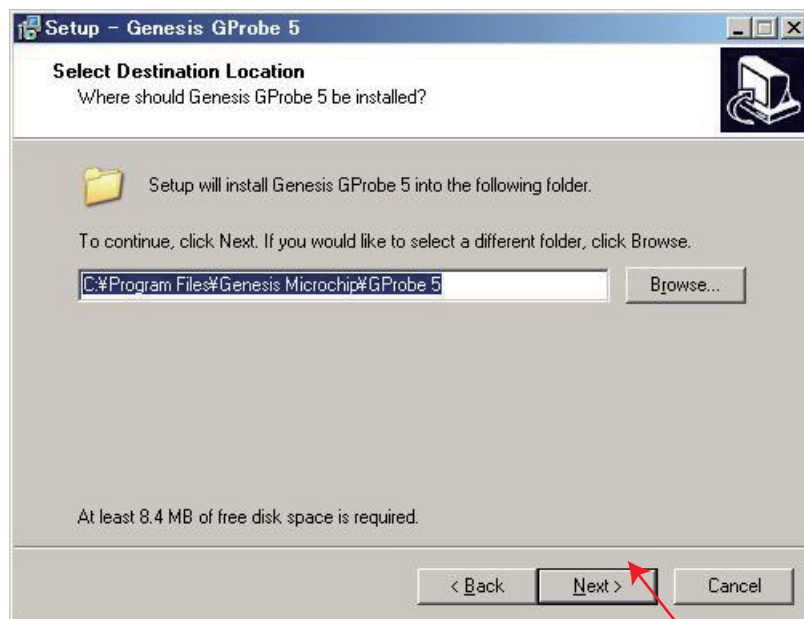 Setup - Genesis GProbe 5
Select Destination Location
Where should Genesis GProbe 5 be installed?
Setup will install Genesis GProbe 5 into the following folder.
To continue, click Next. If you would like to select a different folder, click Browse.
C:¥Program Files¥Genesis Microchip¥GProbe 5
Browse...
At least 8.4 MB of free disk space is required.
< Back Next > Cancel